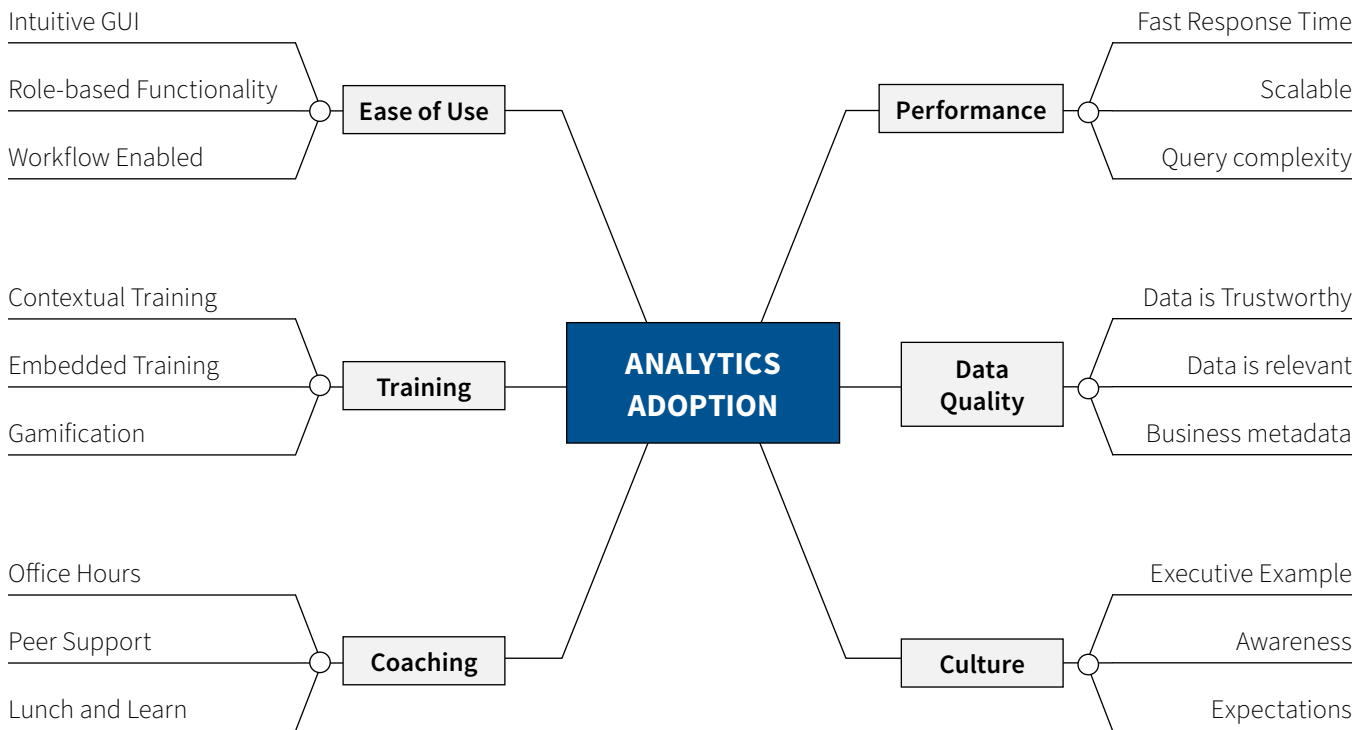 Intuitive GUI
Role-based Functionality
Workflow Enabled
Ease of Use
Contextual Training
Embedded Training
Gamification
Training
Office Hours
Peer Support
Lunch and Learn
Coaching
ANALYTICS
ADOPTION
Performance
Fast Response Time
Scalable
Query complexity
Data
Quality
Data is Trustworthy
Data is relevant
Business metadata
Culture
Executive Example
Awareness
Expectations